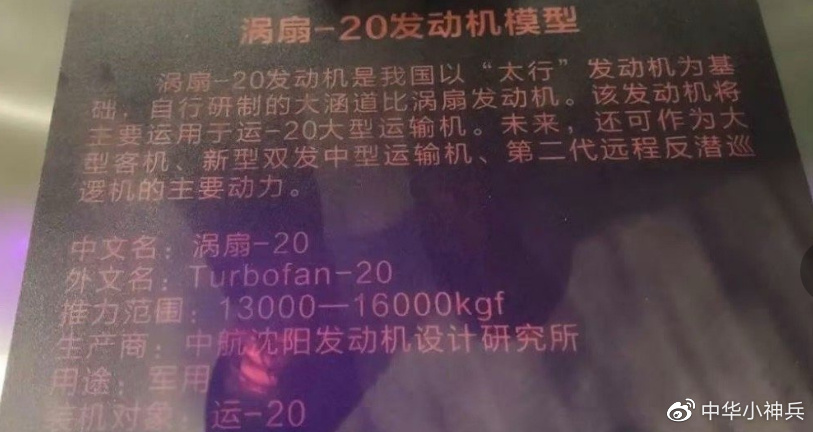 涡扇-20发动机模型
涡扇-20发动机是我国以“太行”发动机为基
础，自行研制的大涵道比涡扇发动机。该发动机将
主要运用于运-20大型运输机。未来，还可作为大
型客机、新型双发中型运输机、第二代远程反潜巡
逻机的主要动力。
中文名：涡扇-20
外文名：Turbofan-20
推力范围：13000—16000kgf
生产商：中航沈阳发动机设计研究所
用途：军用
装机对象：运-20
中华小神兵